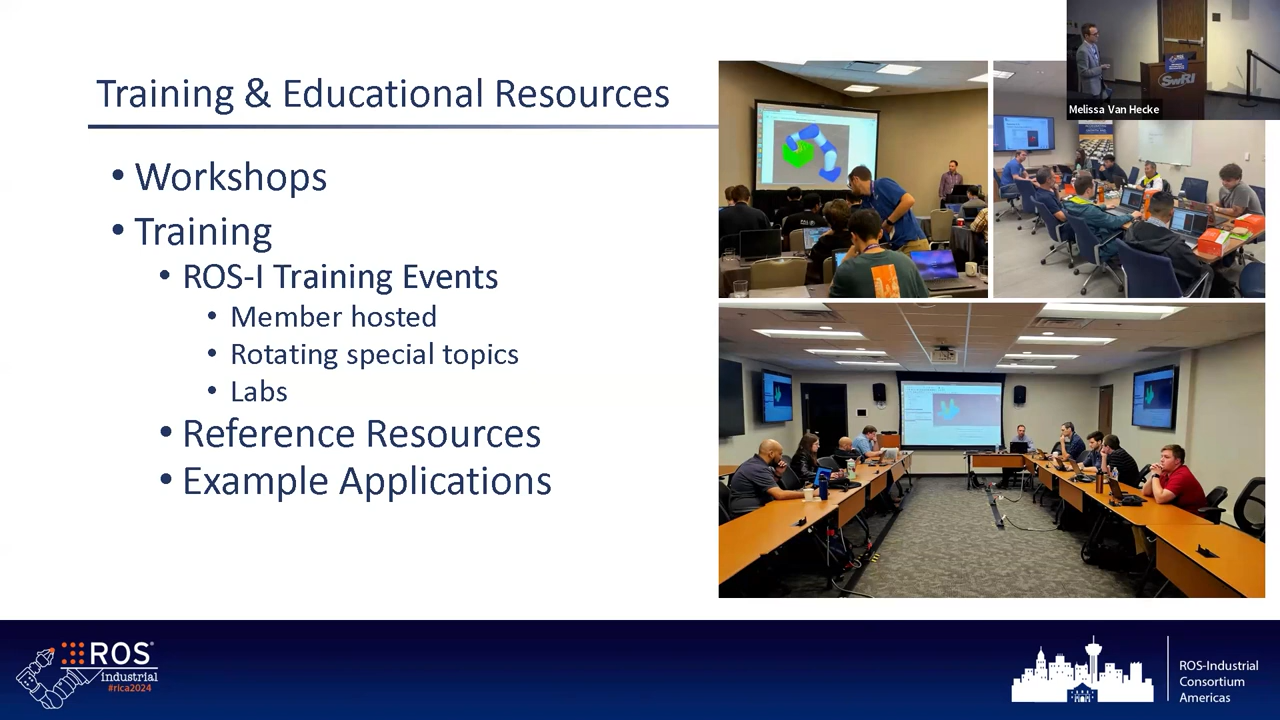 Training & Educational Resources
• Workshops
• Training
• ROS-I Training Events
• Member hosted
• Rotating special topics
• Labs
• Reference Resources
• Example Applications
SwRI
Melissa Van Hecke
ROS
Industrial
#rica2024
ROS-Industrial
Consortium
Americas